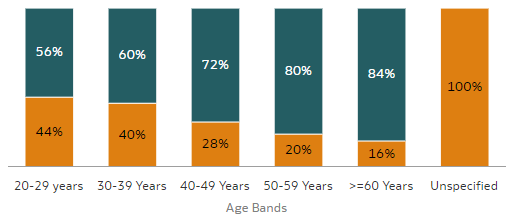 56% 60% 72% 80% 84% 100%
44% 40% 28% 20% 16%
20-29 years 30-39 Years 40-49 Years 50-59 Years >=60 Years Unspecified
Age Bands